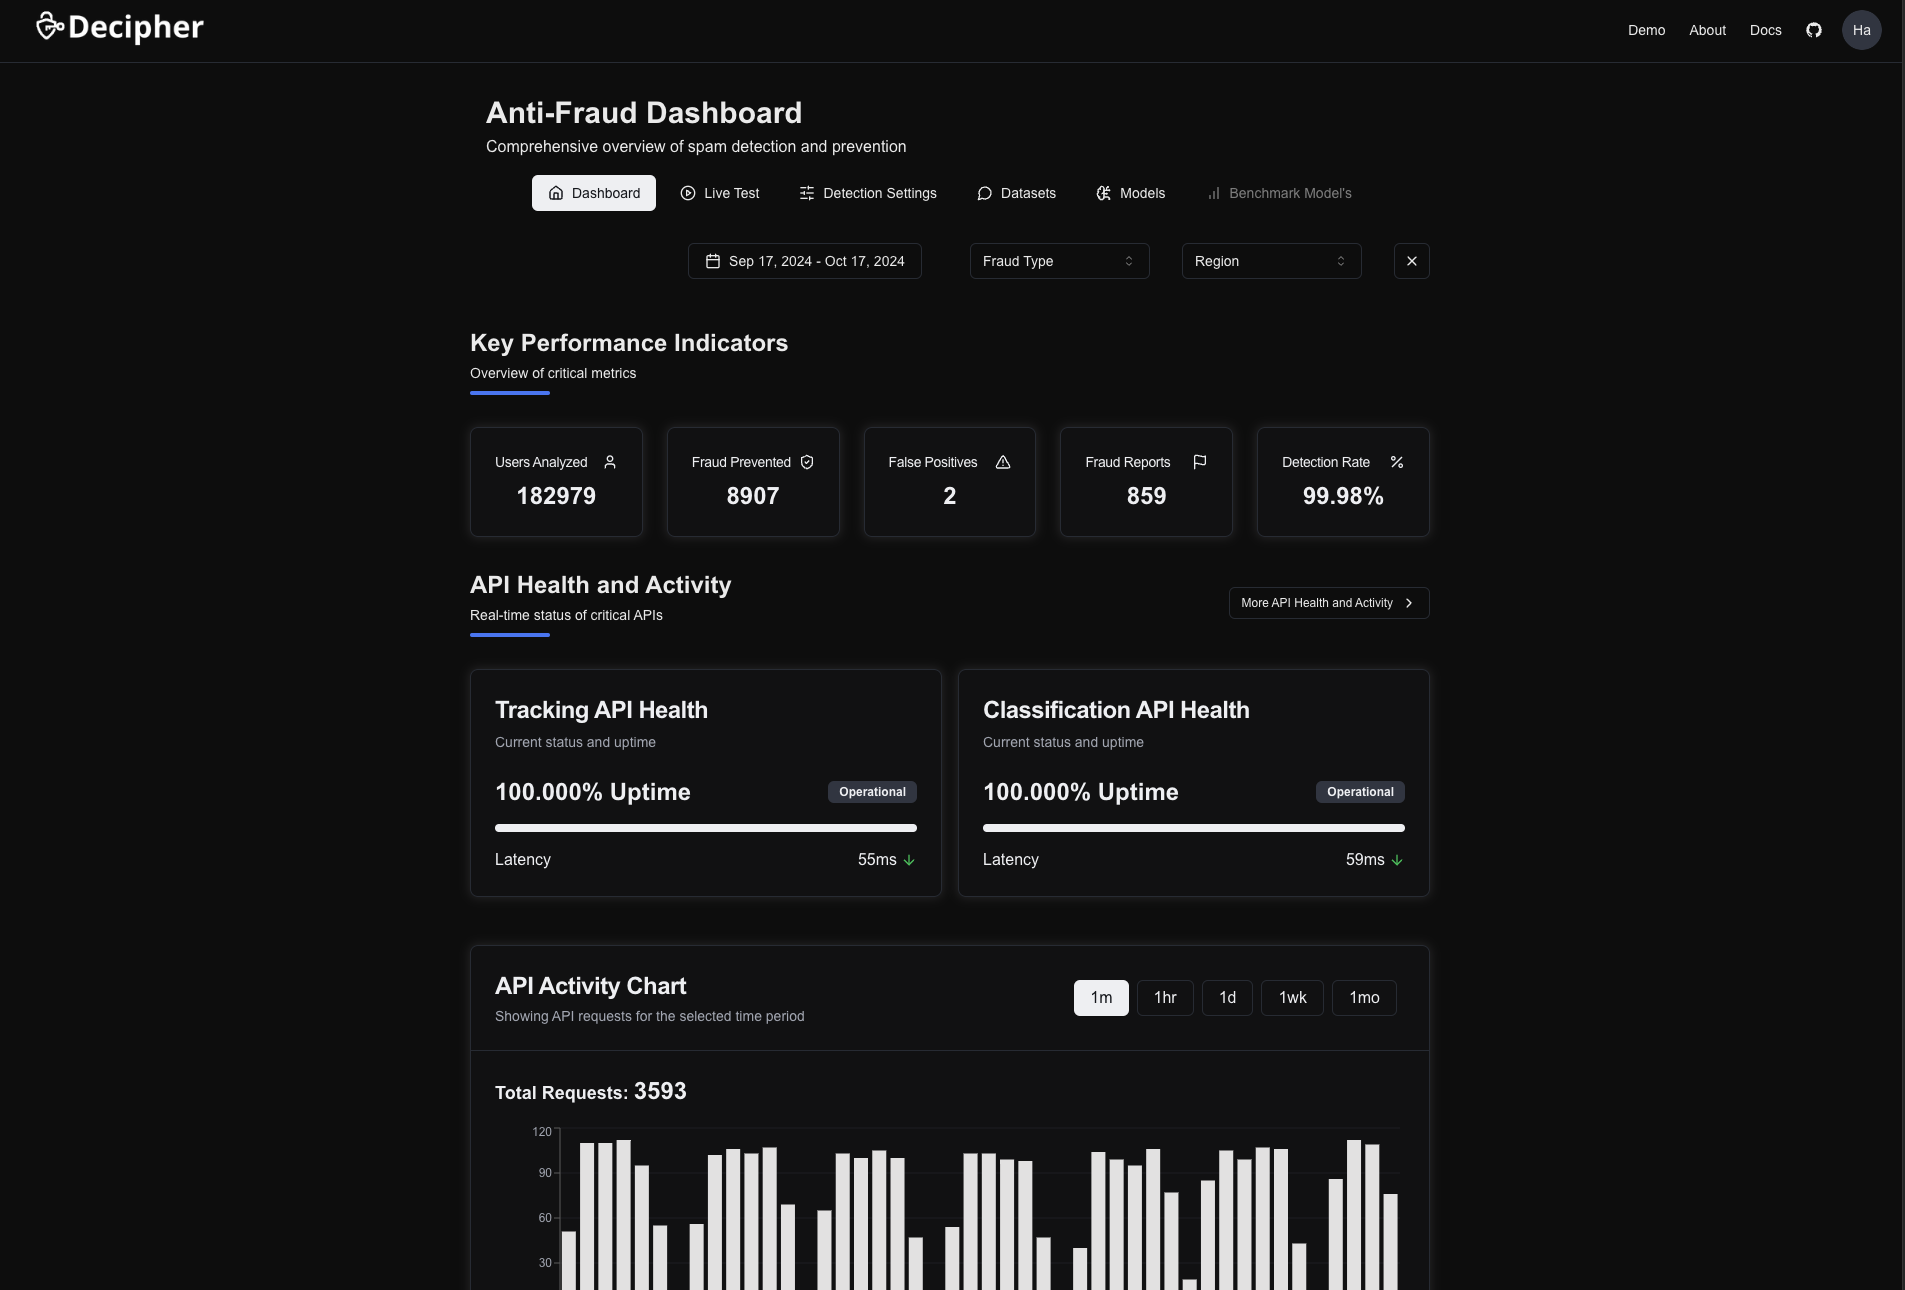 Decipher
Demo About Docs Ha
Anti-Fraud Dashboard
Comprehensive overview of spam detection and prevention
Dashboard Live Test Detection Settings Datasets Models Benchmark Model's
Sep 17, 2024 - Oct 17, 2024 Fraud Type Region
Key Performance Indicators
Overview of critical metrics
Users Analyzed Fraud Prevented False Positives Fraud Reports Detection Rate
182979 8907 2 859 99.98%
API Health and Activity
Real-time status of critical APIs
More API Health and Activity
Tracking API Health
Current status and uptime
100.000% Uptime Operational
Latency 55ms
Classification API Health
Current status and uptime
100.000% Uptime Operational
Latency 59ms
API Activity Chart
Showing API requests for the selected time period
1m 1hr 1d 1wk 1mo
Total Requests: 3593
120
90
60
30